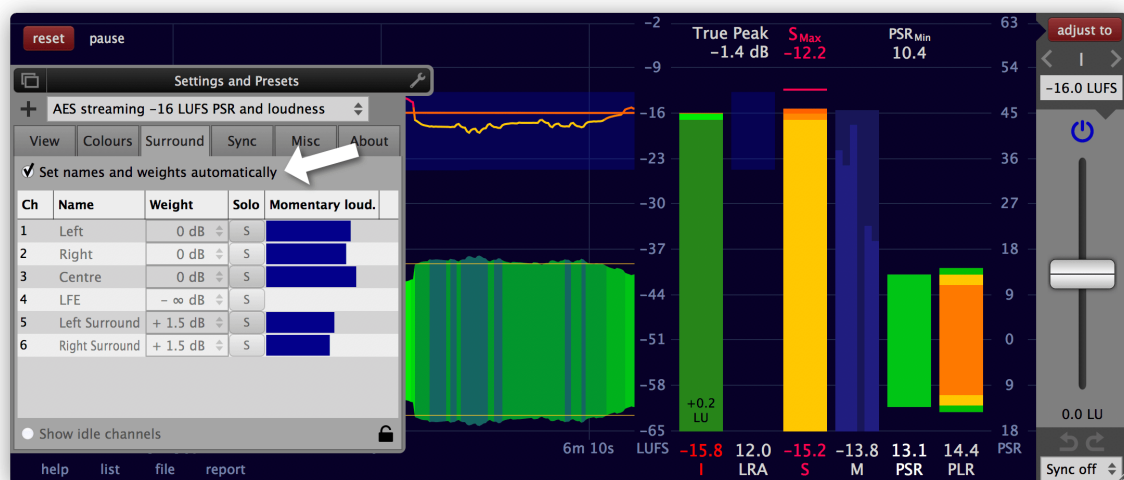 reset pause
Settings and Presets
AES streaming -16 LUFS PSR and loudness
View Colours Surround Sync Misc About
Set names and weights automatically
Ch Name Weight Solo Momentary loud.
1 Left 0 dB S
2 Right 0 dB S
3 Centre 0 dB S
4 LFE - ∞ dB S
5 Left Surround + 1.5 dB S
6 Right Surround + 1.5 dB S
Show idle channels
help list file report
6m 10s
-2
-9
-16
-23
-30
-37
-44
-51
-58
-65
LUFS
True Peak
-1.4 dB
SMax
-12.2
PSRMin
10.4
+0.2
LU
-15.8 12.0 -15.2 -13.8 13.1 14.4
I LRA S M PSR PLR
63
54
45
36
27
18
9
0
9
18
PSR
adjust to
I
-16.0 LUFS
0.0 LU
Sync off